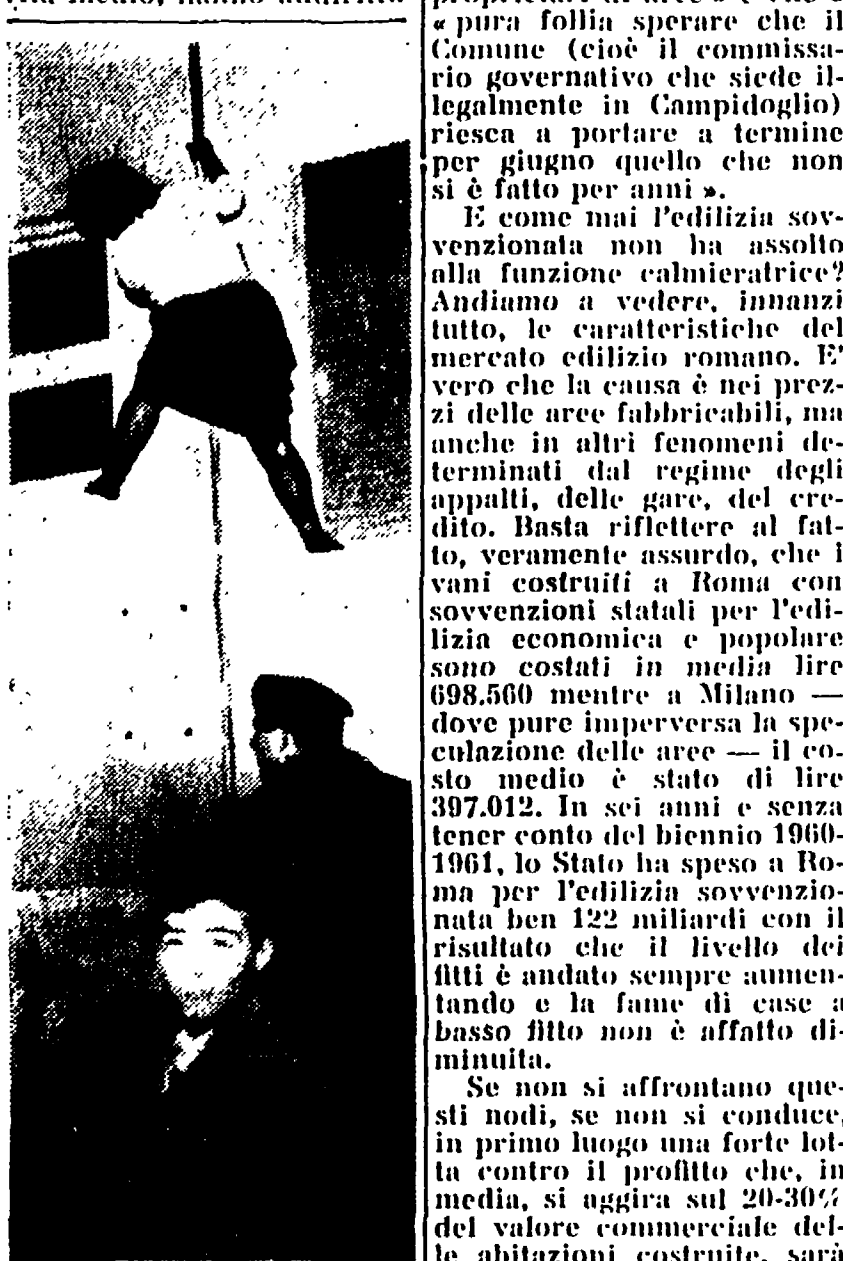 « pura follia sperare che il
Comune (cioè il commissa-
rio governativo che siede il-
legalmente in Campidoglio)
riesca a portare a termine
per giugno quello che non
si è fatto per anni ».
E come mai l'edilizia sov-
venzionata non ha assolto
alla funzione calmieratrice?
Andiamo a vedere, innanzi
tutto, le caratteristiche del
mercato edilizio romano. E'
vero che la causa è nei prez-
zi delle aree fabbricabili, ma
anche in altri fenomeni de-
terminati dal regime degli
appalti, delle gare, del cre-
dito. Basta riflettere al fat-
to, veramente assurdo, che i
vani costruiti a Roma con
sovvenzioni statali per l'edi-
lizia economica e popolare
sono costati in media lire
698.560 mentre a Milano —
dove pure imperversa la spe-
culazione delle aree — il co-
sto medio è stato di lire
397.012. In sei anni e senza
tener conto del biennio 1960-
1961, lo Stato ha speso a Ro-
ma per l'edilizia sovvenzio-
nata ben 122 miliardi con il
risultato che il livello dei
fitti è andato sempre aumen-
tando e la fame di case a
basso fitto non è affatto di-
minuita.
Se non si affrontano que-
sti nodi, se non si conduce,
in primo luogo una forte lot-
ta contro il profitto che, in
media, si aggira sul 20-30%
del valore commerciale del-
le abitazioni costruite, sarà